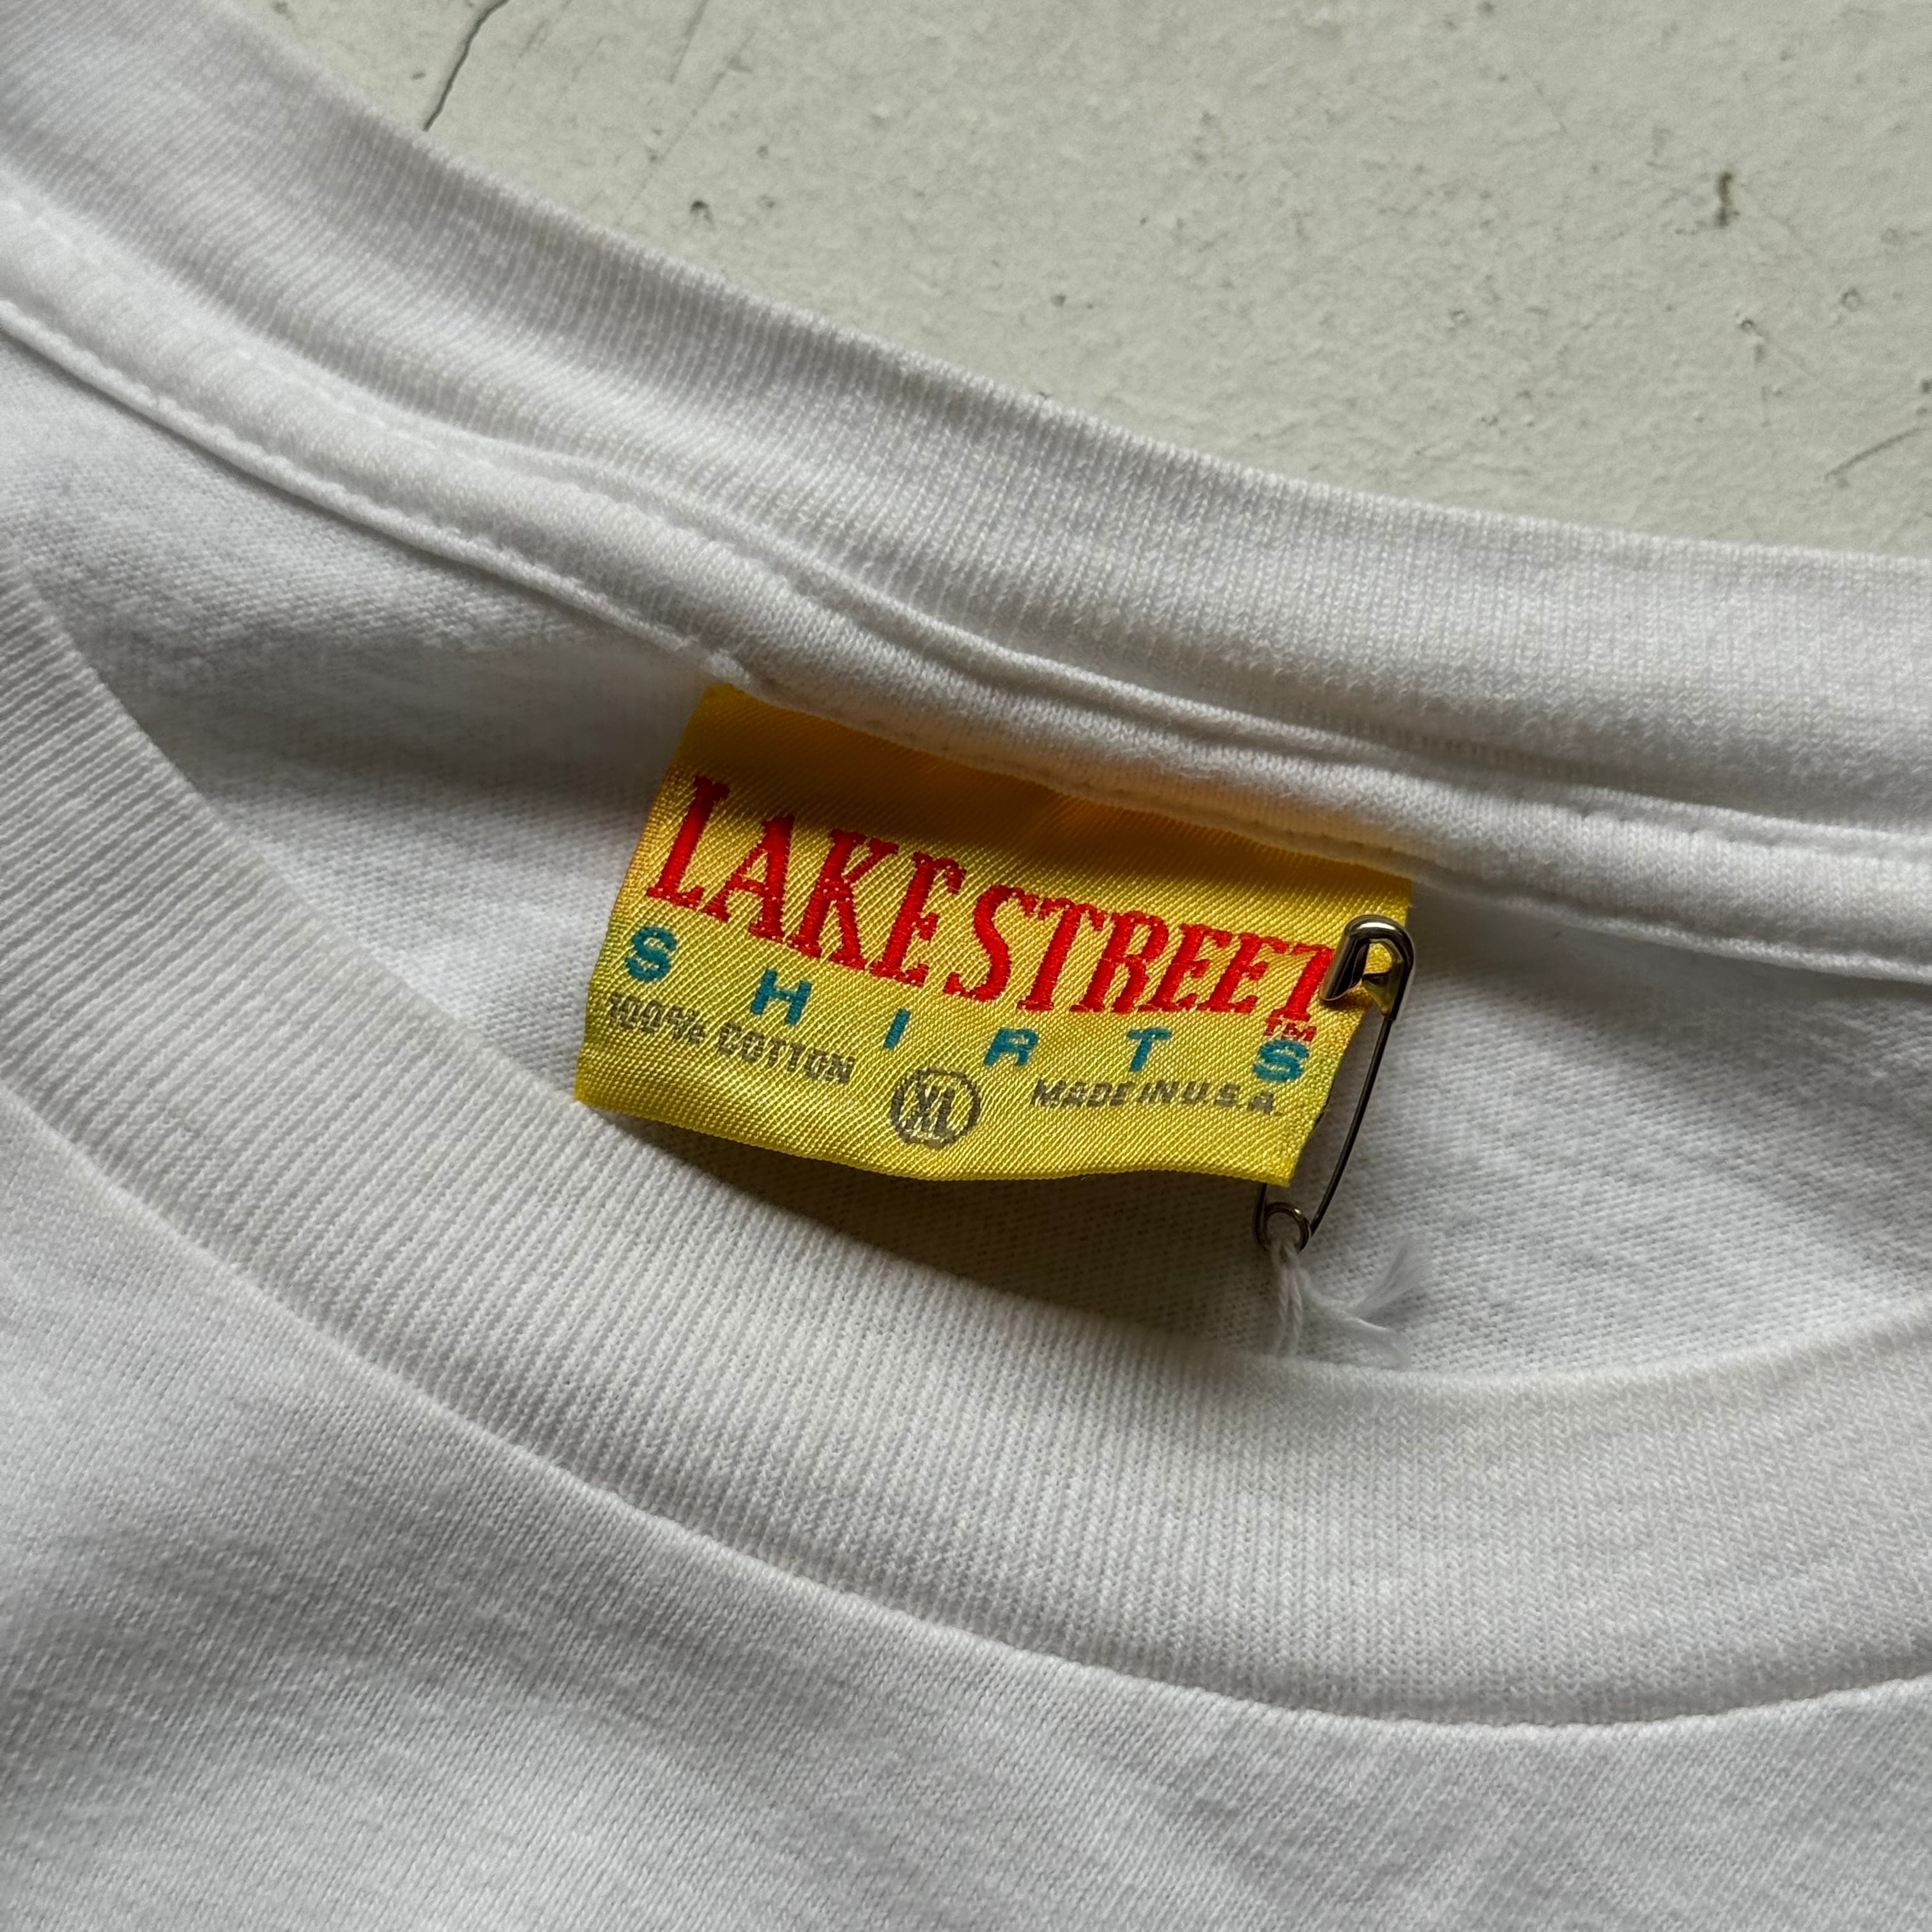 LAKE STREET
TM
SHIRTS
100% COTTON XL MADE IN U.S.A.